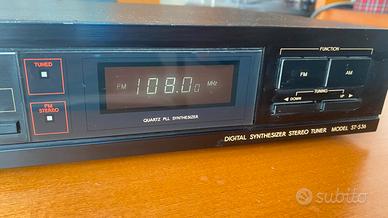 TUNED
FM
STEREO
FM 108.00 MHz
QUARTZ PLL SYNTHESIZER
FUNCTION
FM
AM
TUNING
DOWN
UP
DIGITAL SYNTHESIZER STEREO TUNER MODEL ST-536
subito